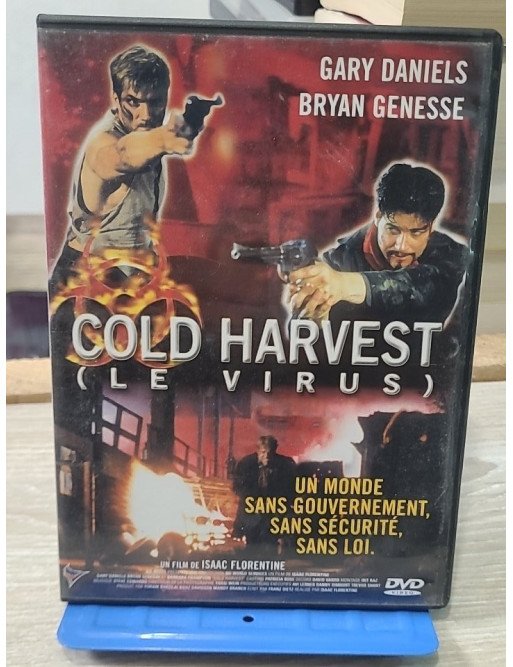 GARY DANIELS
BRYAN GENESSE
COLD HARVEST
(LE VIRUS)
UN MONDE
SANS GOUVERNEMENT,
SANS SÉCURITÉ,
SANS LOI.
UN FILM DE ISAAC FLORENTINE
DVD
VIDEO